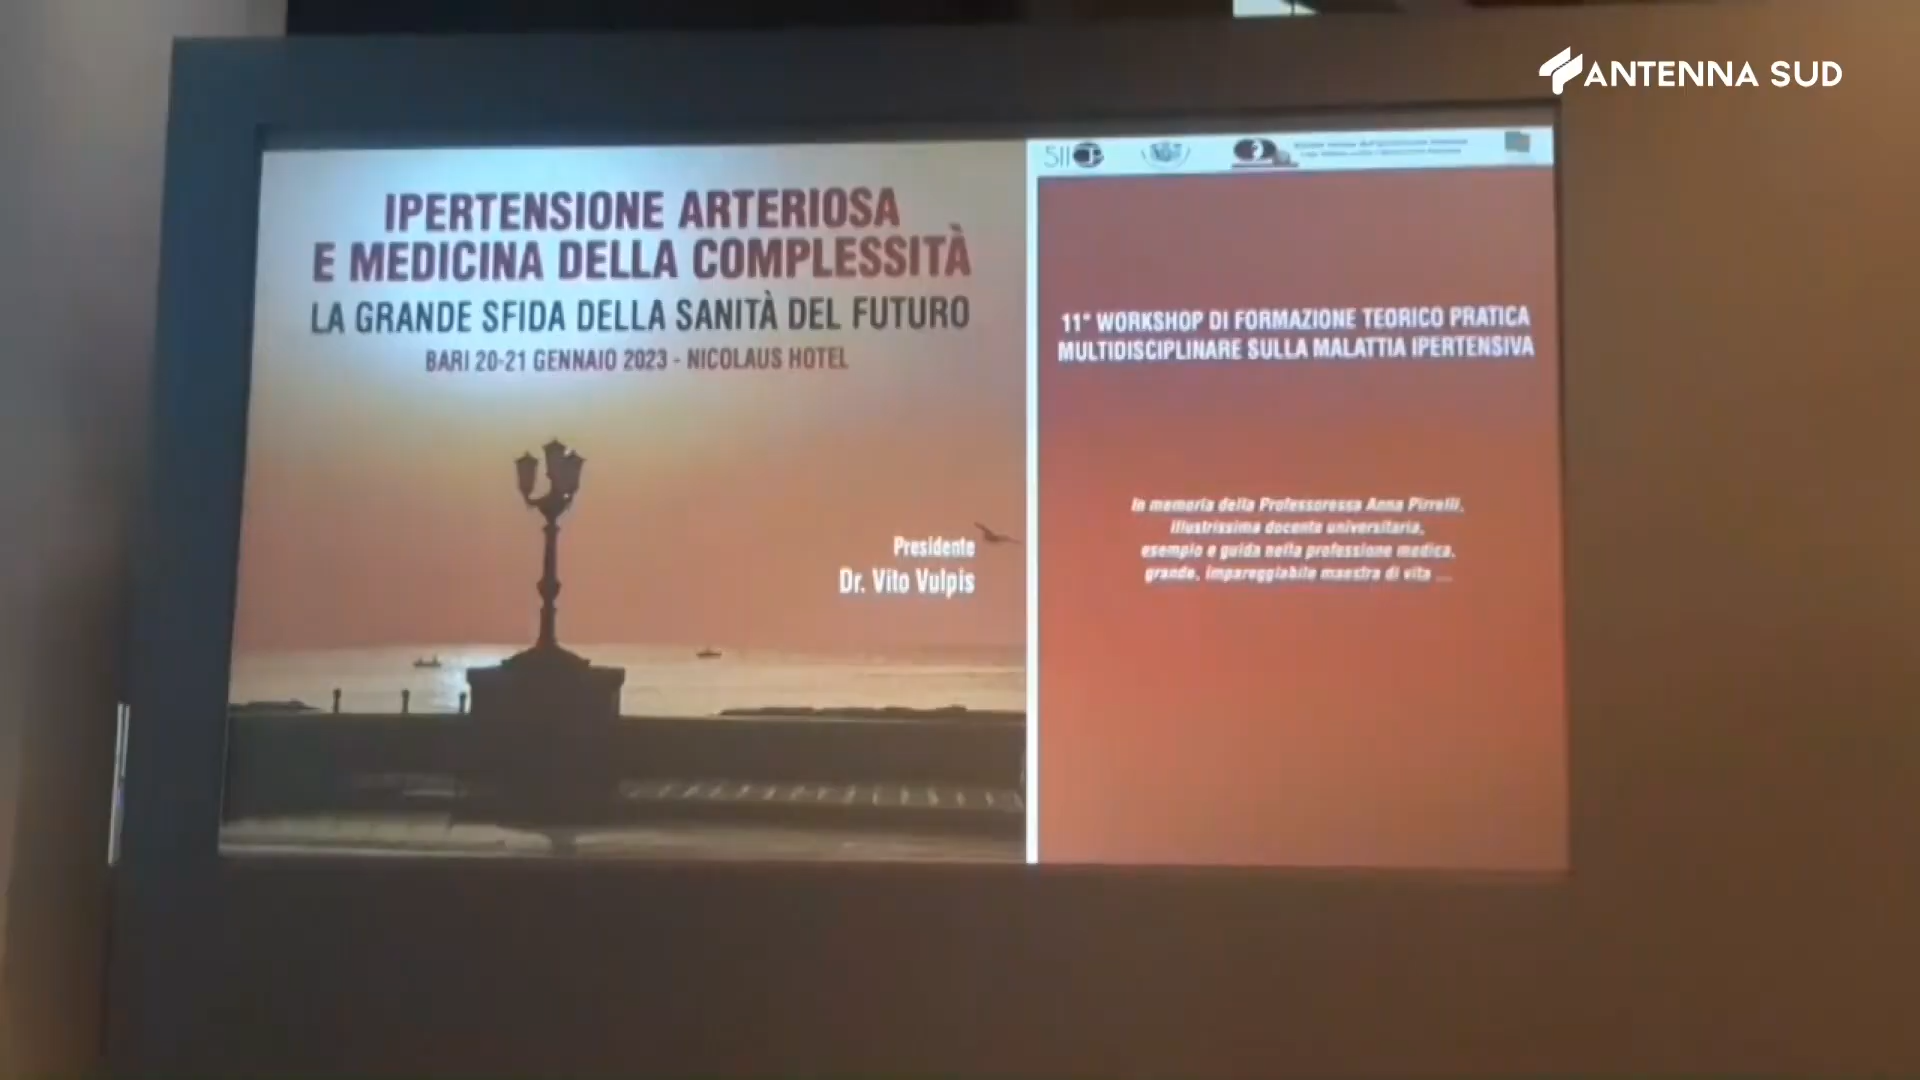 ANTENNA SUD
IPERTENSIONE ARTERIOSA
E MEDICINA DELLA COMPLESSITÀ
LA GRANDE SFIDA DELLA SANITÀ DEL FUTURO
BARI 20-21 GENNAIO 2023 - NICOLAUS HOTEL
Presidente
Dr. Vito Vulpis
11° WORKSHOP DI FORMAZIONE TEORICO PRATICA
MULTIDISCIPLINARE SULLA MALATTIA IPERTENSIVA
In memoria della Professoressa Anna Pirrelli,
illustrissima docente universitaria,
esempio e guida nella professione medica,
grande, impareggiabile maestra di vita ...